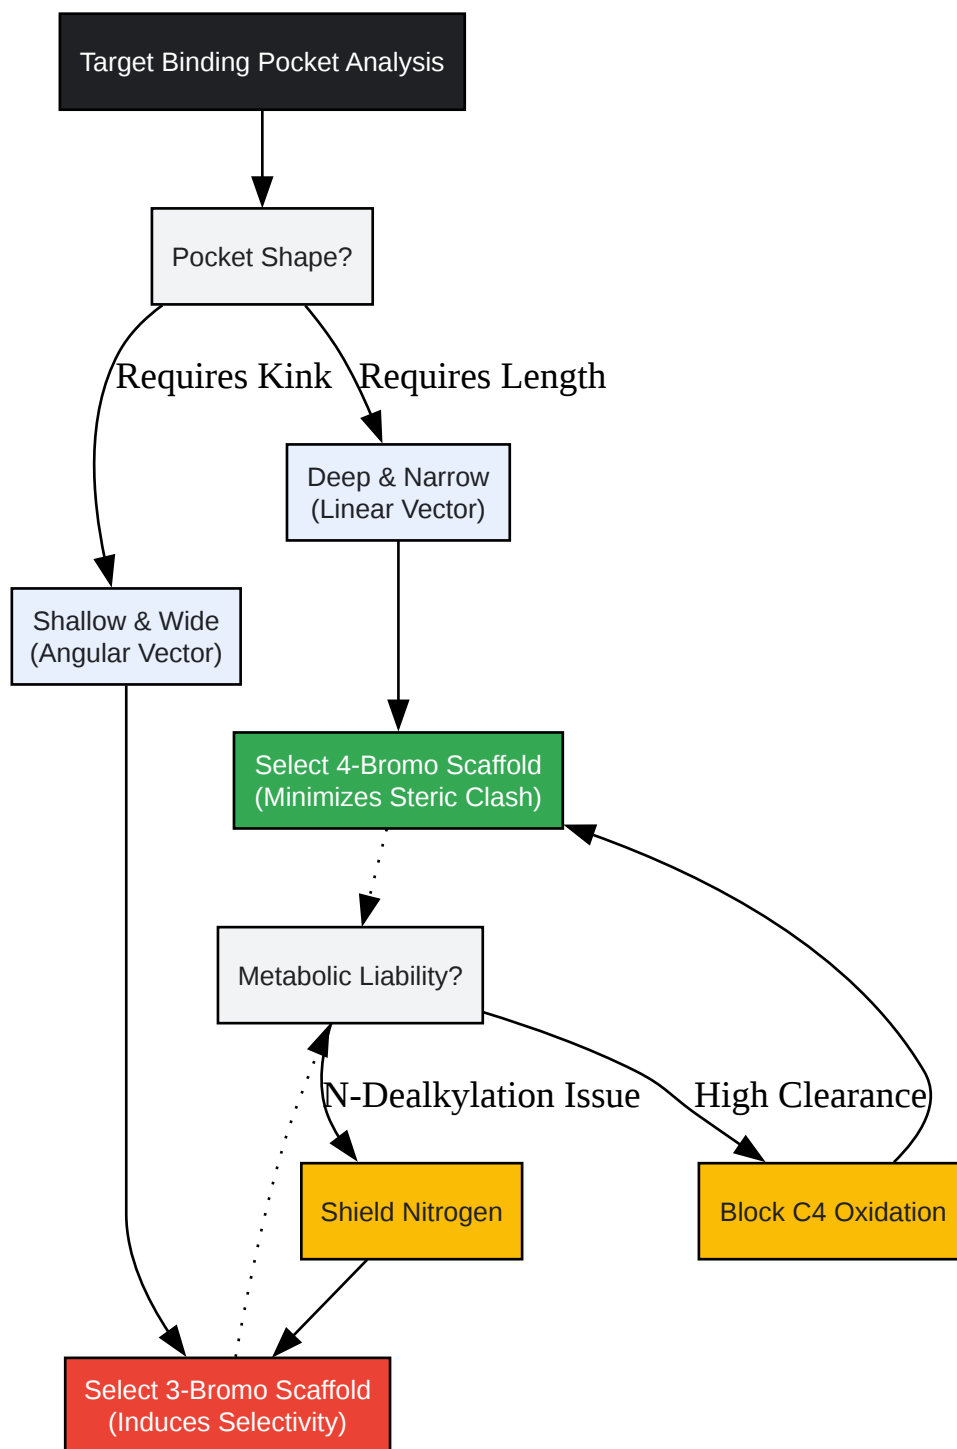 Target Binding Pocket Analysis
Pocket Shape?
Requires Kink
Requires Length
Deep & Narrow
(Linear Vector)
Shallow & Wide
(Angular Vector)
Select 4-Bromo Scaffold
(Minimizes Steric Clash)
Metabolic Liability?
N-Dealkylation Issue
High Clearance
Shield Nitrogen
Block C4 Oxidation
Select 3-Bromo Scaffold
(Induces Selectivity)